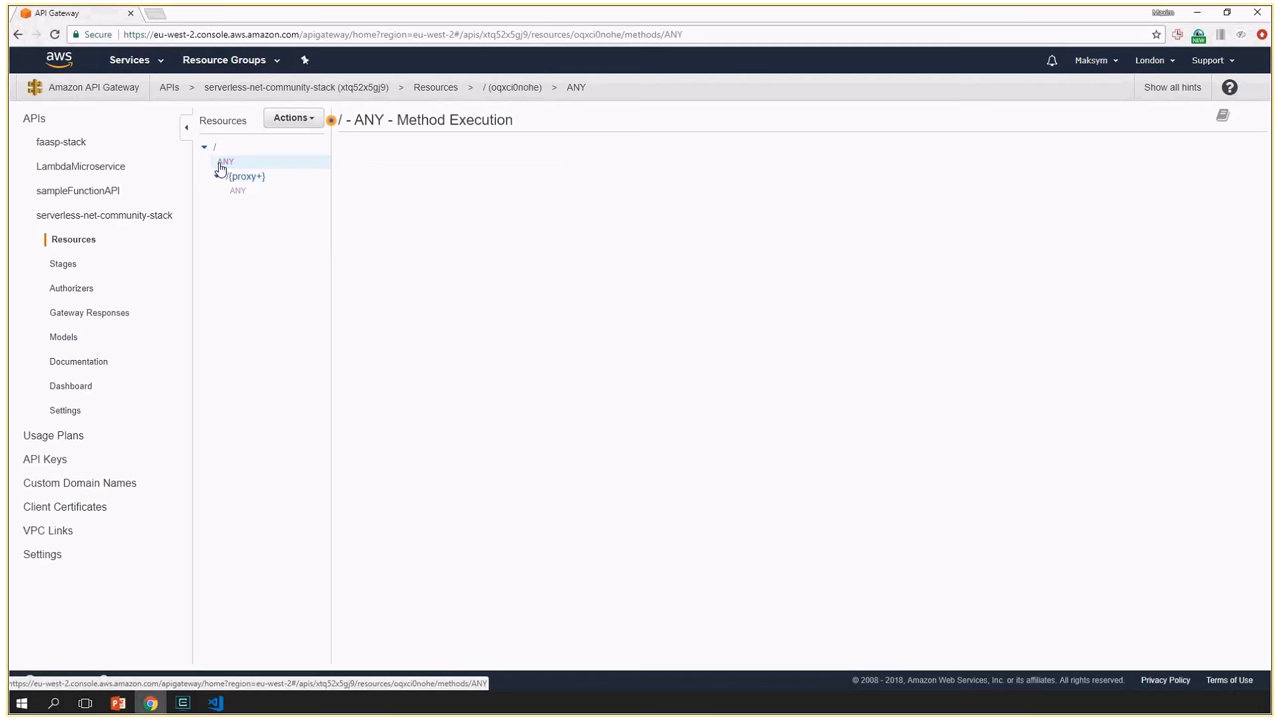 API Gateway
Maxim
Secure
https://eu-west-2.console.aws.amazon.com/apigateway/home?region=eu-west-2#/apis/xtq52x5gj9/resources/oqxci0nohe/methods/ANY
NEW
aws
Services
Resource Groups
Maksym
London
Support
Amazon API Gateway
APIs > serverless-net-community-stack (xtq52x5gj9) > Resources > / (oqxci0nohe) > ANY
Show all hints
?
APIs
faasp-stack
LambdaMicroservice
sampleFunctionAPI
serverless-net-community-stack
Resources
Stages
Authorizers
Gateway Responses
Models
Documentation
Dashboard
Settings
Usage Plans
API Keys
Custom Domain Names
Client Certificates
VPC Links
Settings
Resources
Actions
/
ANY
/{proxy+}
ANY
/ - ANY - Method Execution
https://eu-west-2.console.aws.amazon.com/apigateway/home?region=eu-west-2#/apis/xtq52x5gj9/resources/oqxci0nohe/methods/ANY
© 2008 - 2018, Amazon Web Services, Inc. or its affiliates. All rights reserved.
Privacy Policy
Terms of Use